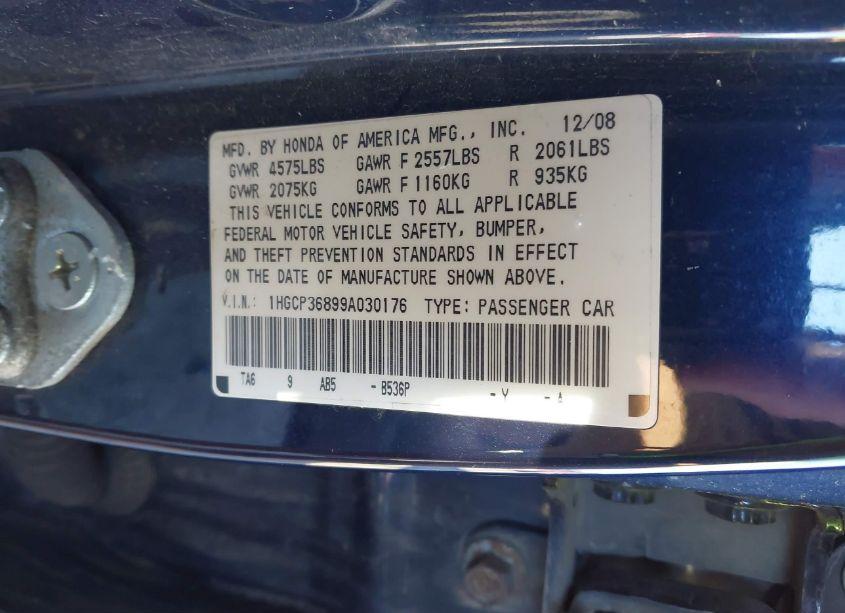 MFD. BY HONDA OF AMERICA MFG., INC. 12/08
GVWR 4575LBS GAWR F 2557LBS R 2061LBS
GVWR 2075KG GAWR F 1160KG R 935KG
THIS VEHICLE CONFORMS TO ALL APPLICABLE
FEDERAL MOTOR VEHICLE SAFETY, BUMPER,
AND THEFT PREVENTION STANDARDS IN EFFECT
ON THE DATE OF MANUFACTURE SHOWN ABOVE.
V.I.N.: 1HGCP36899A030176 TYPE: PASSENGER CAR
TA6 9 AB5 - B536P - Y - A